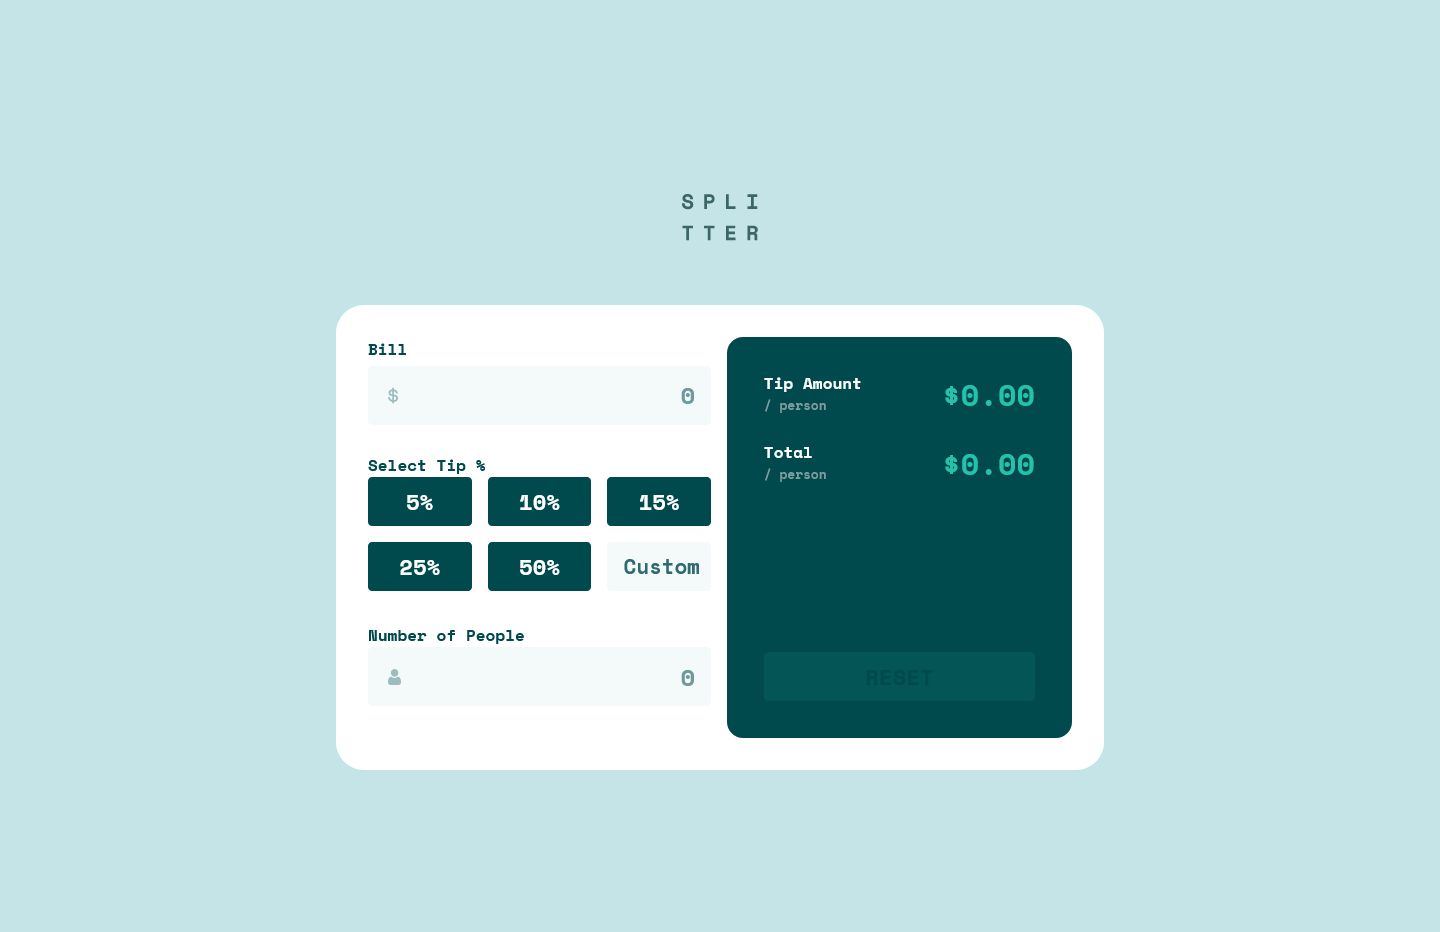 SPLI
TTER
Bill
$ 0
Select Tip %
5% 10% 15%
25% 50% Custom
Number of People
0
Tip Amount
/ person
$0.00
Total
/ person
$0.00
RESET